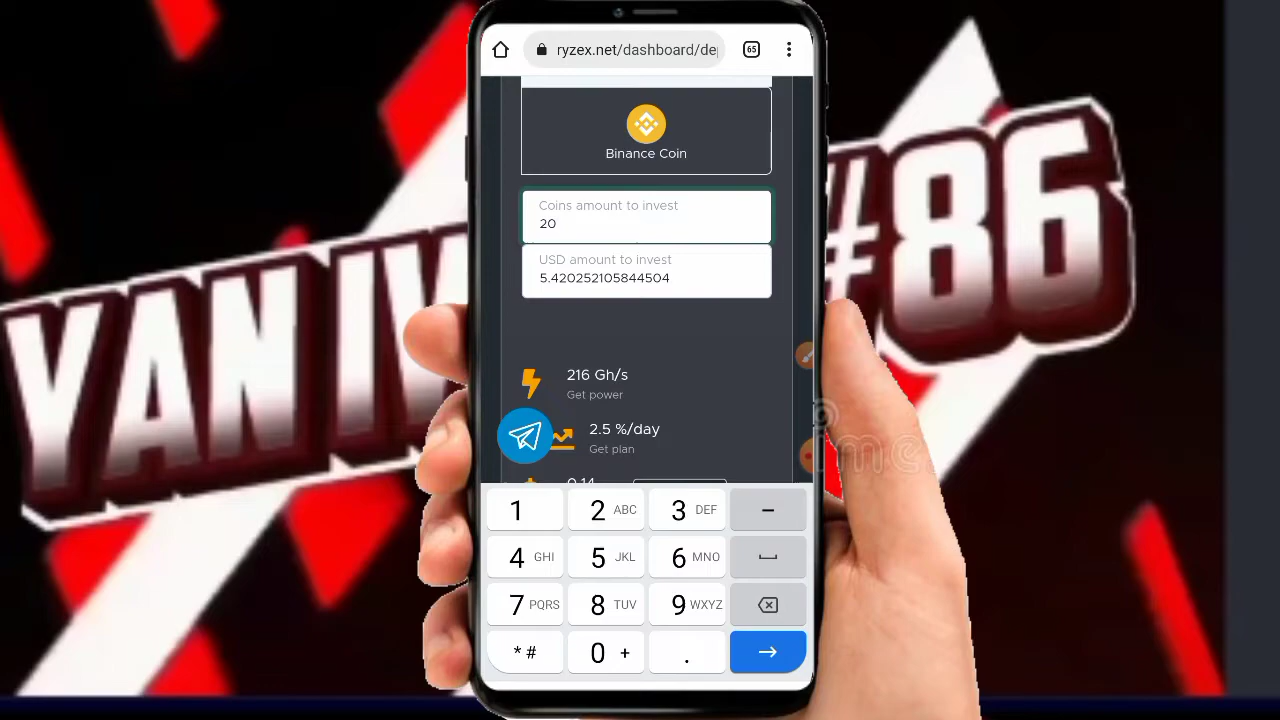 ryzex.net/dashboard/de
65
Binance Coin
Coins amount to invest
20
USD amount to invest
5.420252105844504
216 Gh/s
Get power
2.5 %/day
Get plan
0.14
YAN IV
#86
1
2 ABC
3 DEF
-
4 GHI
5 JKL
6 MNO
7 PQRS
8 TUV
9 WXYZ
* #
0 +
.